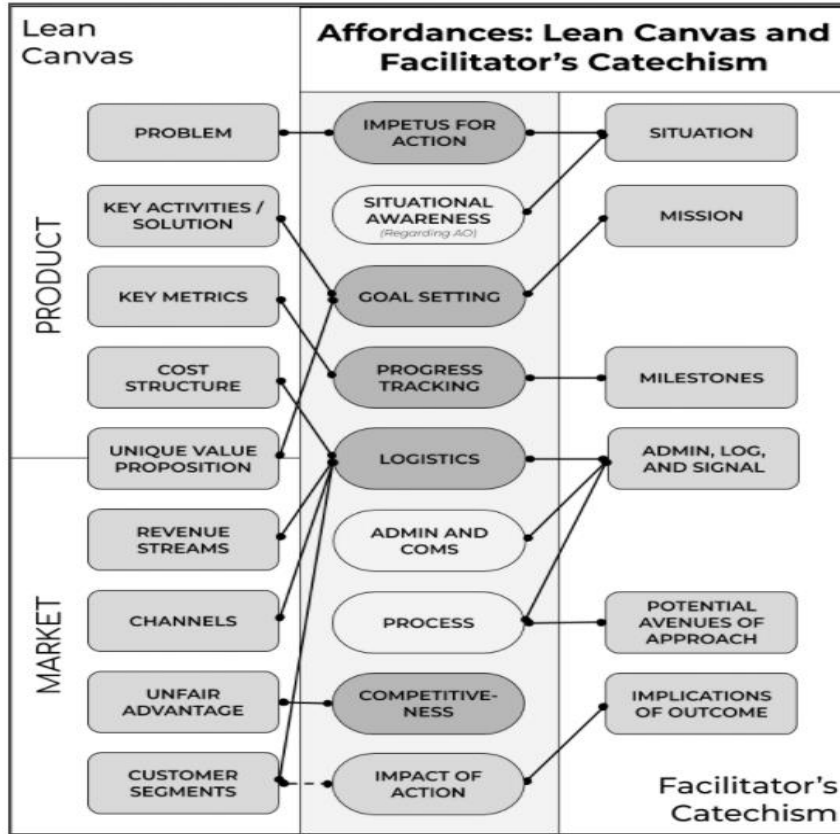 Lean
Canvas
Affordances: Lean Canvas and
Facilitator's Catechism
PRODUCT
MARKET
PROBLEM
KEY ACTIVITIES /
SOLUTION
KEY METRICS
COST
STRUCTURE
UNIQUE VALUE
PROPOSITION
REVENUE
STREAMS
CHANNELS
UNFAIR
ADVANTAGE
CUSTOMER
SEGMENTS
IMPETUS FOR
ACTION
SITUATIONAL
AWARENESS
(Regarding AO)
GOAL SETTING
PROGRESS
TRACKING
LOGISTICS
ADMIN AND
COMS
PROCESS
COMPETITIVE-
NESS
IMPACT OF
ACTION
SITUATION
MISSION
MILESTONES
ADMIN, LOG,
AND SIGNAL
POTENTIAL
AVENUES OF
APPROACH
IMPLICATIONS
OF OUTCOME
Facilitator's
Catechism